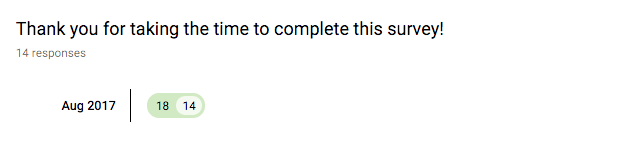 Thank you for taking the time to complete this survey!
14 responses
Aug 2017 18 14